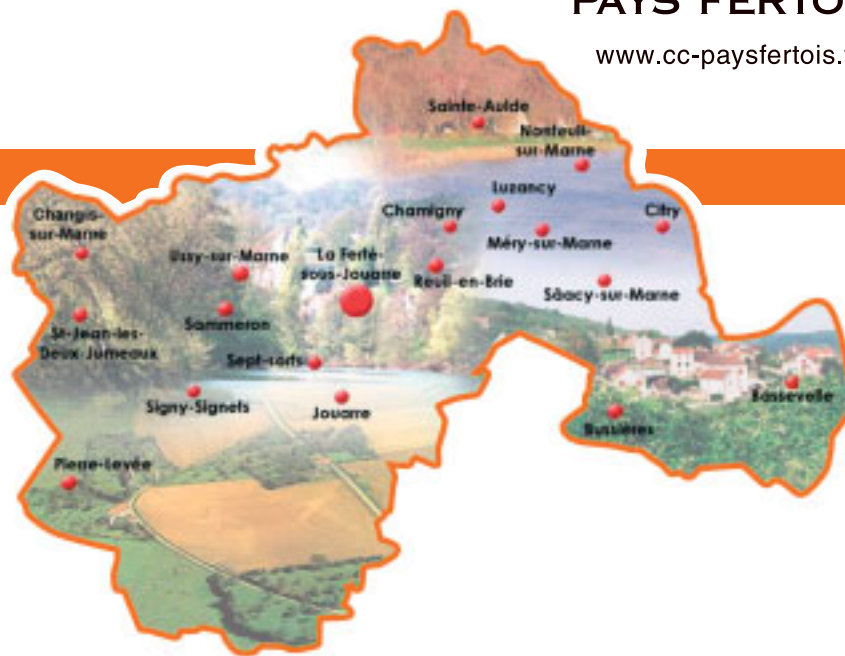 PAYS FERTO
www.cc-paysfertois.
Sainte-Aulde
Nanteuil-
sur-Marne
Luzancy
Chamigny
Citry
Changis-
sur-Marne
Méry-sur-Marne
Ussy-sur-Marne
La Ferté-
sous-Jouarre
Reuil-en-Brie
Sâacy-sur-Marne
Sammeron
St-Jean-les-
Deux-Jumeaux
Sept-sorts
Bassevelle
Signy-Signets
Jouarre
Bussières
Pierre-Levée